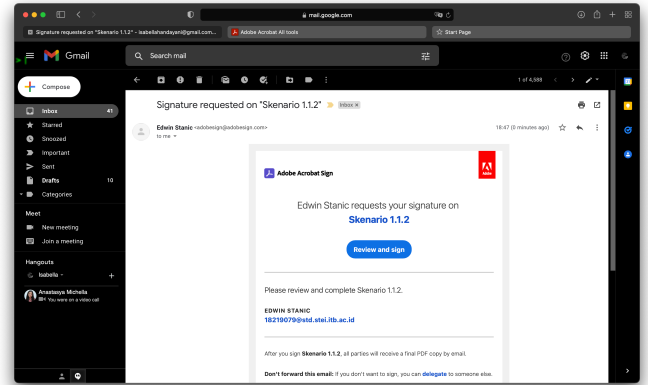 mail.google.com
Signature requested on "Skenario 1.1.2" - isabellahandayani@gmail.com...
Adobe Acrobat All tools
Start Page
Gmail
Search mail
Compose
1 of 4,588
Inbox 41
Starred
Snoozed
Important
Sent
Drafts 10
Categories
Meet
New meeting
Join a meeting
Hangouts
Isabella
Anastasya Michella
You were on a video call
Signature requested on "Skenario 1.1.2" Inbox ×
Edwin Stanic <adobesign@adobesign.com>
18:47 (0 minutes ago)
to me
Adobe Acrobat Sign
Adobe
Edwin Stanic requests your signature on
Skenario 1.1.2
Review and sign
Please review and complete Skenario 1.1.2.
EDWIN STANIC
18219079@std.stei.itb.ac.id
After you sign Skenario 1.1.2, all parties will receive a final PDF copy by email.
Don't forward this email: If you don't want to sign, you can delegate to someone else.